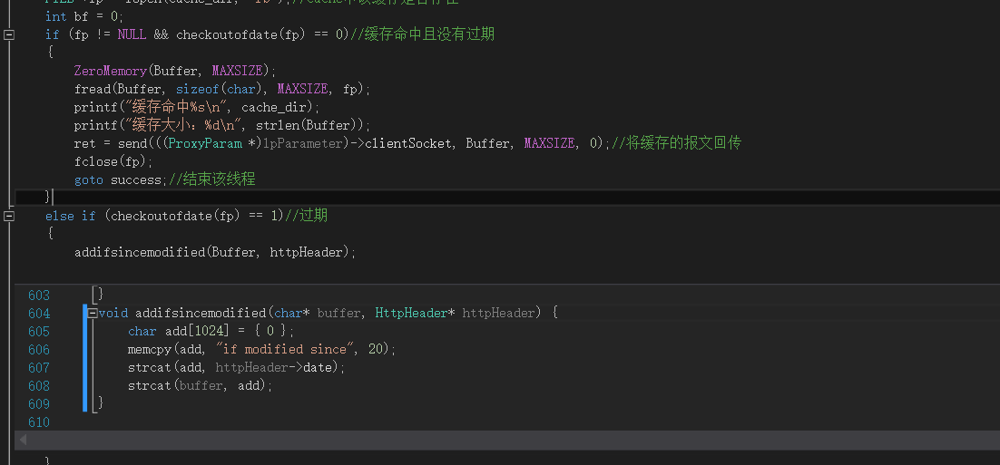 int bf = 0;
if (fp != NULL && checkoutofdate(fp) == 0)//缓存命中且没有过期
{
ZeroMemory(Buffer, MAXSIZE);
fread(Buffer, sizeof(char), MAXSIZE, fp);
printf("缓存命中%s\n", cache_dir);
printf("缓存大小：%d\n", strlen(Buffer));
ret = send(((ProxyParam *)lpParameter)->clientSocket, Buffer, MAXSIZE, 0);//将缓存的报文回传
fclose(fp);
goto success;//结束该线程
}
else if (checkoutofdate(fp) == 1)//过期
{
addifsincemodified(Buffer, httpHeader);
603 }
604 void addifsincemodified(char* buffer, HttpHeader* httpHeader) {
605 char add[1024] = { 0 };
606 memcpy(add, "if modified since", 20);
607 strcat(add, httpHeader->date);
608 strcat(buffer, add);
609 }
610
}